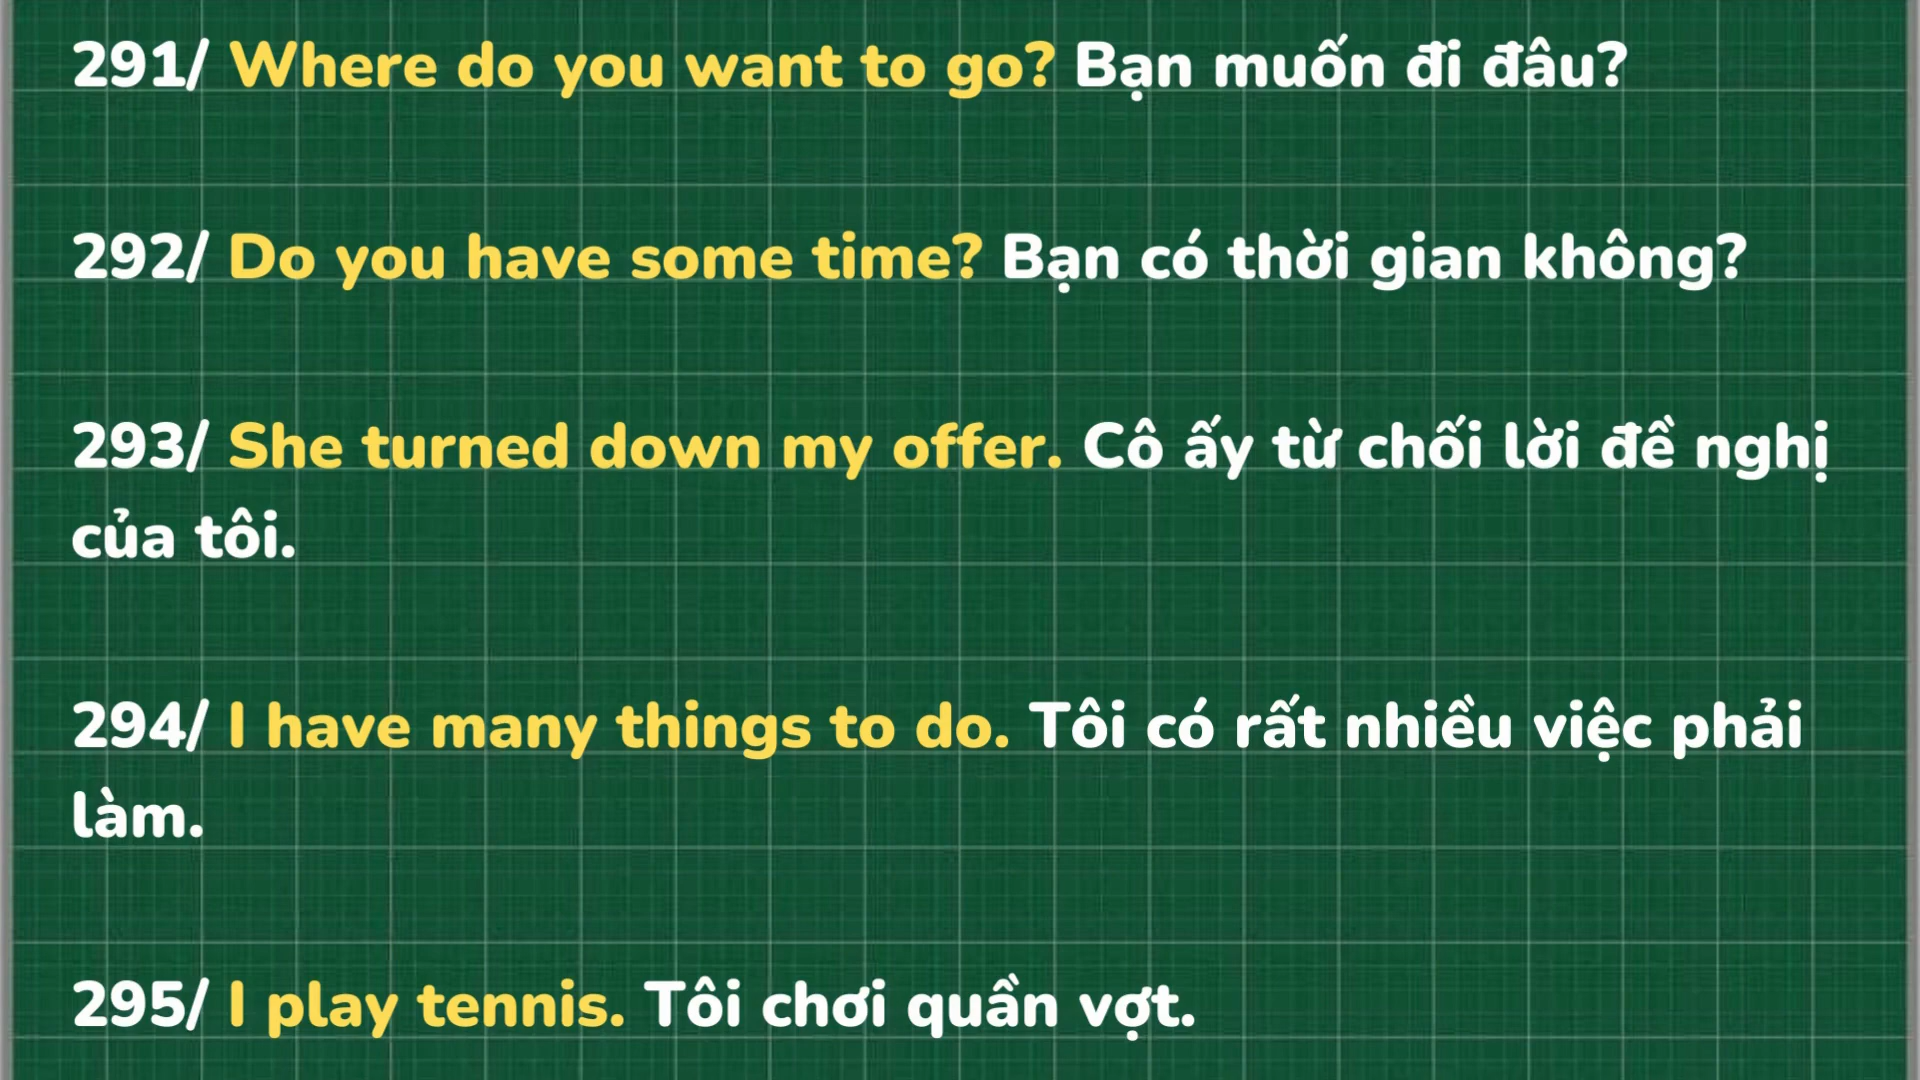 291/ Where do you want to go? Bạn muốn đi đâu?
292/ Do you have some time? Bạn có thời gian không?
293/ She turned down my offer. Cô ấy từ chối lời đề nghị
của tôi.
294/ I have many things to do. Tôi có rất nhiều việc phải
làm.
295/ I play tennis. Tôi chơi quần vợt.